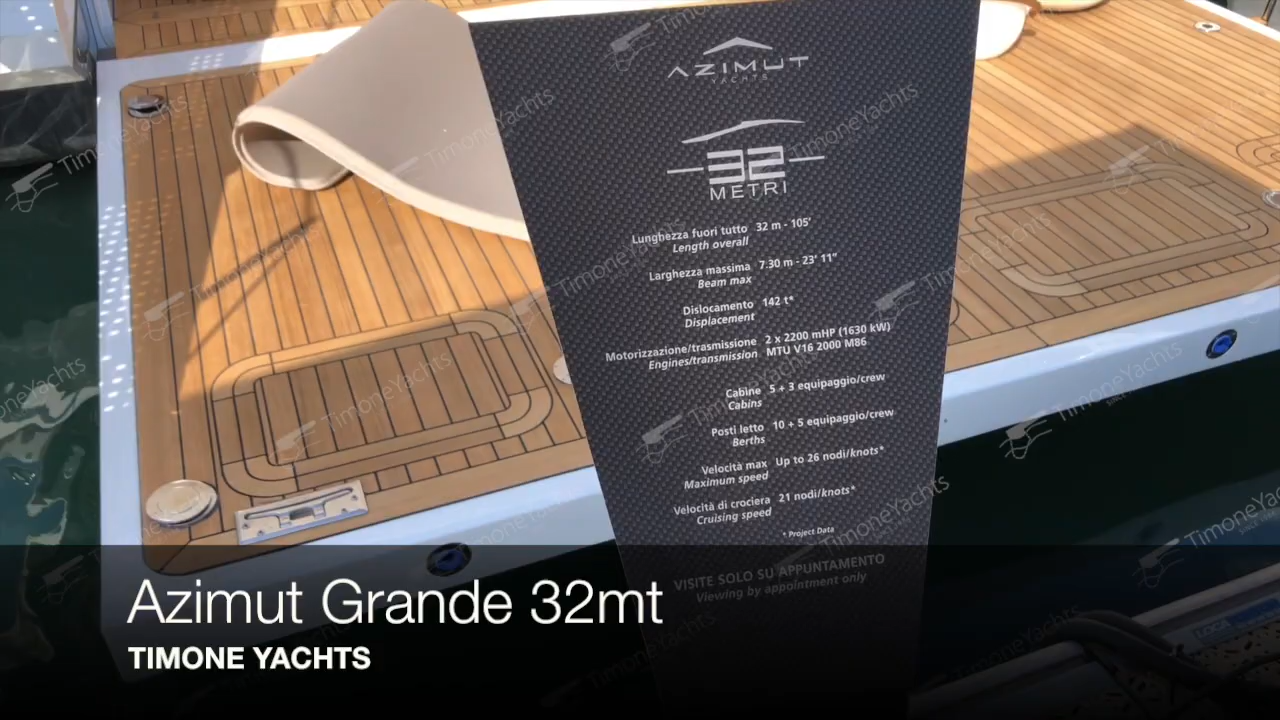 AZIMUT
YACHTS
32
METRI
Lunghezza fuori tutto 32 m - 105'
Length overall
Larghezza massima 7.30 m - 23' 11"
Beam max
Dislocamento 142 t*
Displacement
Motorizzazione/trasmissione 2 x 2200 mHP (1630 kW)
Engines/transmission MTU V16 2000 M86
Cabine 5 + 3 equipaggio/crew
Cabins
Posti letto 10 + 5 equipaggio/crew
Berths
Velocità max Up to 26 nodi/knots*
Maximum speed
Velocità di crociera 21 nodi/knots*
Cruising speed
* Project Data
VISITE SOLO SU APPUNTAMENTO
Viewing by appointment only
Azimut Grande 32mt
TIMONE YACHTS
TimoneYachts